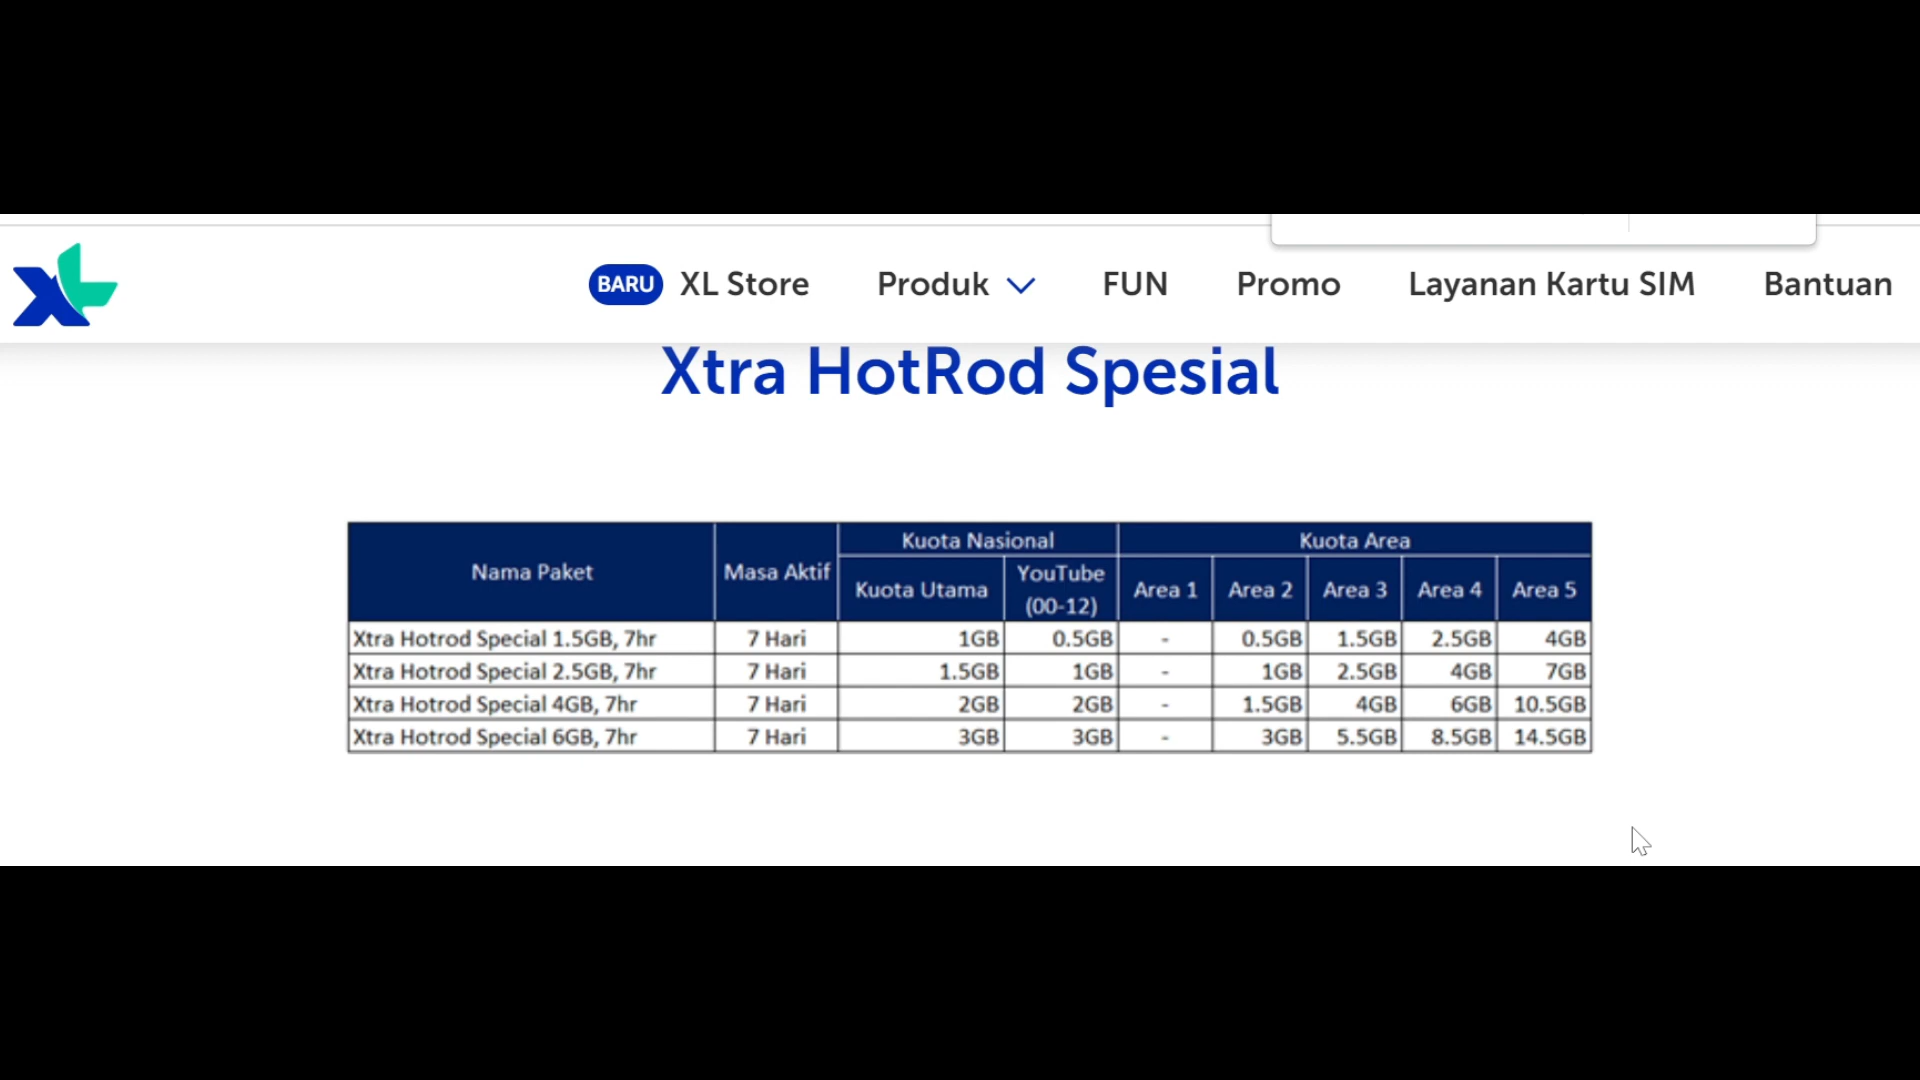 XL
BARU XL Store Produk FUN Promo Layanan Kartu SIM Bantuan
Xtra HotRod Spesial
Nama Paket Masa Aktif Kuota Nasional Kuota Area
Kuota Utama YouTube (00-12) Area 1 Area 2 Area 3 Area 4 Area 5
Xtra Hotrod Special 1.5GB, 7hr 7 Hari 1GB 0.5GB - 0.5GB 1.5GB 2.5GB 4GB
Xtra Hotrod Special 2.5GB, 7hr 7 Hari 1.5GB 1GB - 1GB 2.5GB 4GB 7GB
Xtra Hotrod Special 4GB, 7hr 7 Hari 2GB 2GB - 1.5GB 4GB 6GB 10.5GB
Xtra Hotrod Special 6GB, 7hr 7 Hari 3GB 3GB - 3GB 5.5GB 8.5GB 14.5GB